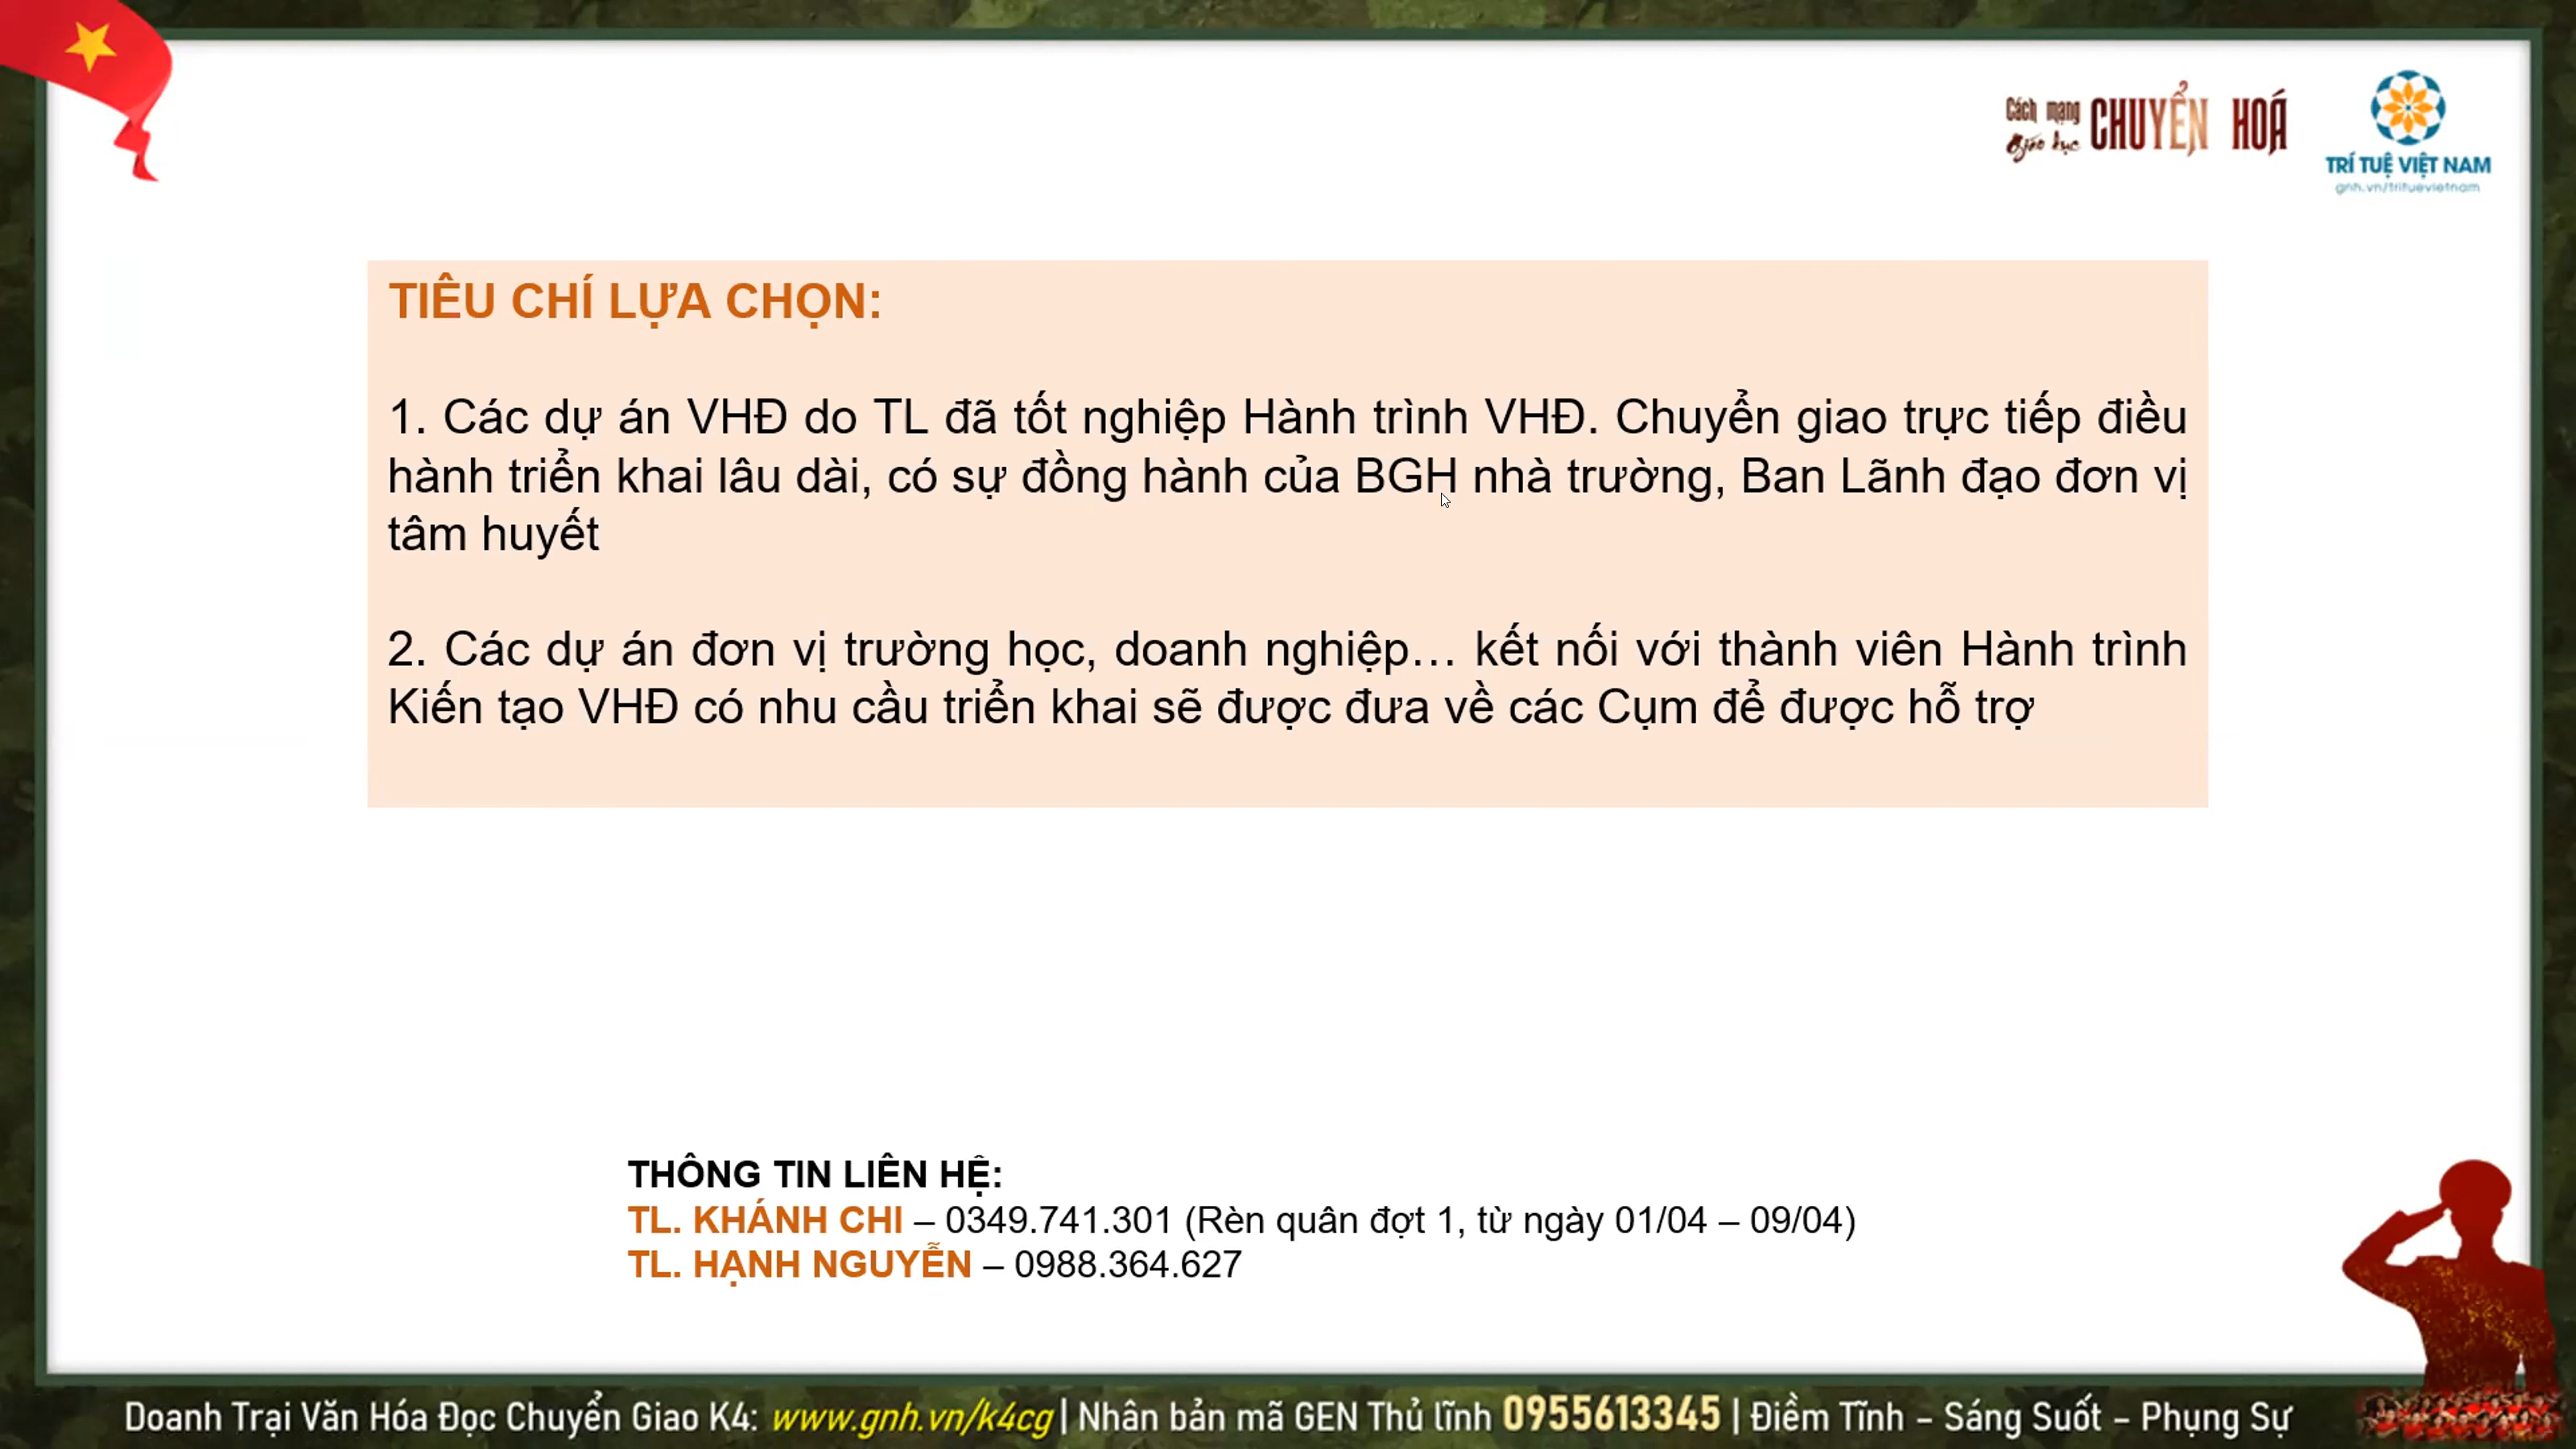 Cách mạng
Giáo dục
CHUYỂN HOÁ
TRÍ TUỆ VIỆT NAM
gnh.vn/trituevietnam
TIÊU CHÍ LỰA CHỌN:
1. Các dự án VHĐ do TL đã tốt nghiệp Hành trình VHĐ. Chuyển giao trực tiếp điều
hành triển khai lâu dài, có sự đồng hành của BGH nhà trường, Ban Lãnh đạo đơn vị
tâm huyết
2. Các dự án đơn vị trường học, doanh nghiệp… kết nối với thành viên Hành trình
Kiến tạo VHĐ có nhu cầu triển khai sẽ được đưa về các Cụm để được hỗ trợ
THÔNG TIN LIÊN HỆ:
TL. KHÁNH CHI – 0349.741.301 (Rèn quân đợt 1, từ ngày 01/04 – 09/04)
TL. HẠNH NGUYỄN – 0988.364.627
Doanh Trại Văn Hóa Đọc Chuyển Giao K4: www.gnh.vn/k4cg | Nhân bản mã GEN Thủ lĩnh 0955613345 | Điềm Tĩnh – Sáng Suốt – Phụng Sự